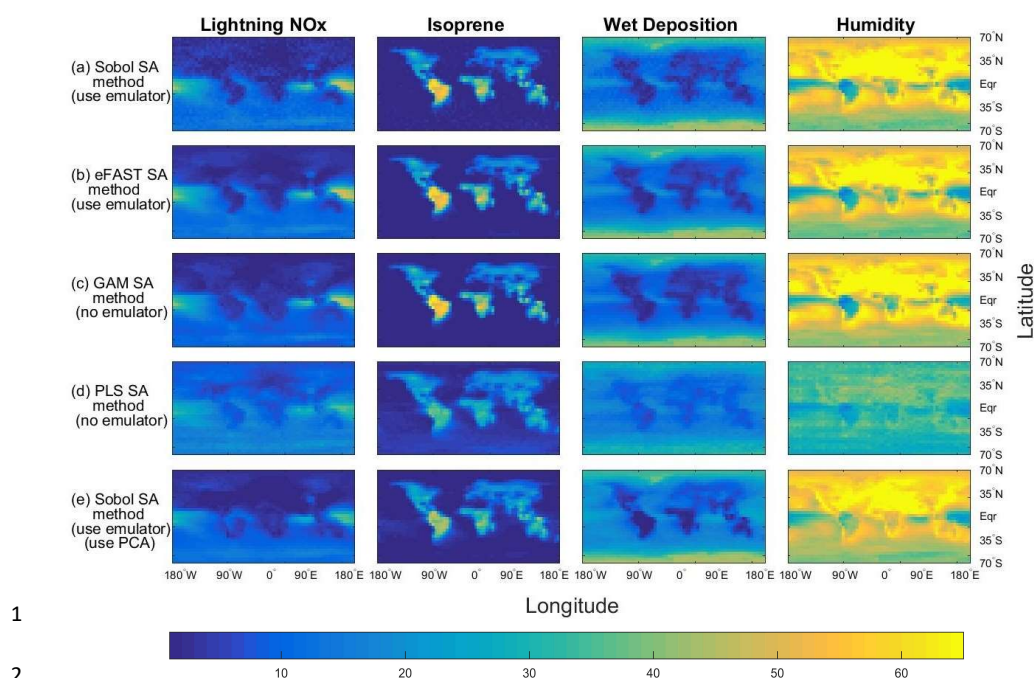 Lightning NOx Isoprene Wet Deposition Humidity
(a) Sobol SA
method
(use emulator)
70°N
35°N
Eqr
35°S
70°S
(b) eFAST SA
method
(use emulator)
70°N
35°N
Eqr
35°S
70°S
(c) GAM SA
method
(no emulator)
70°N
35°N
Eqr
35°S
70°S
(d) PLS SA
method
(no emulator)
70°N
35°N
Eqr
35°S
70°S
(e) Sobol SA
method
(use emulator)
(use PCA)
70°N
35°N
Eqr
35°S
70°S
Latitude
180°W 90°W 0° 90°E 180°E 180°W 90°W 0° 90°E 180°E 180°W 90°W 0° 90°E 180°E 180°W 90°W 0° 90°E 180°E
Longitude
1
10 20 30 40 50 60
2